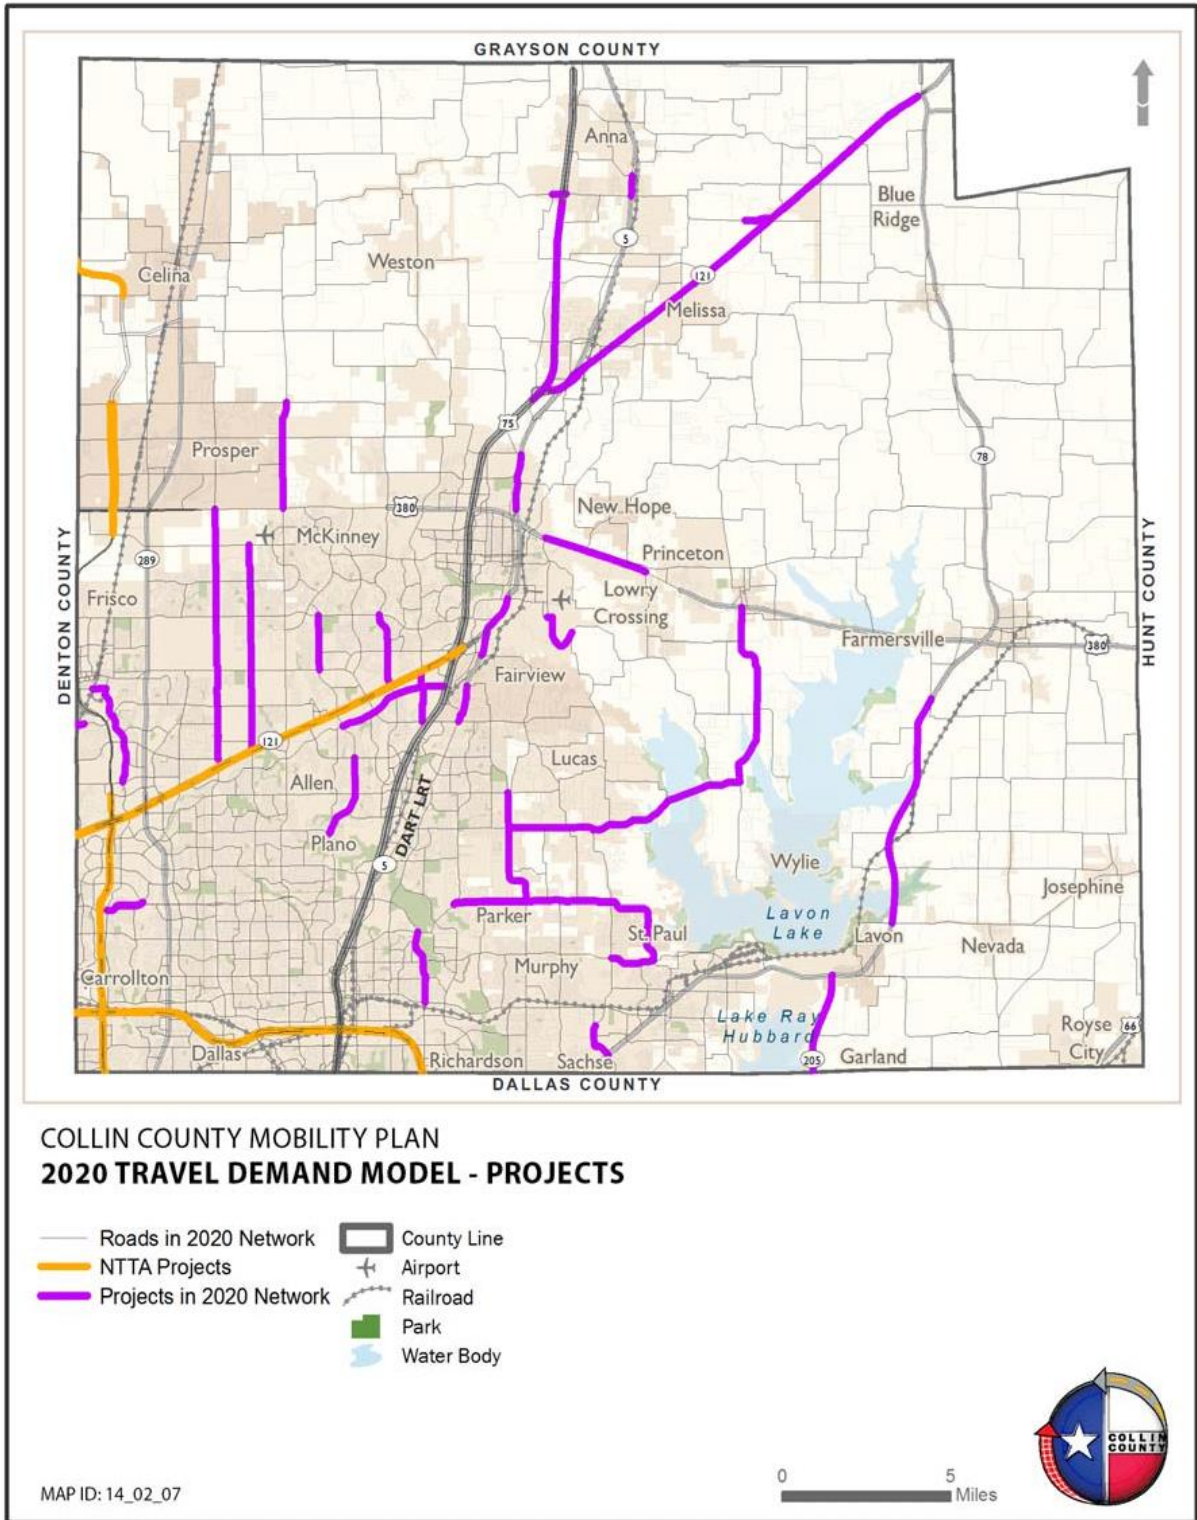 GRAYSON COUNTY
Anna
Blue
Ridge
5
Weston
Celina
121
Melissa
75
Prosper
78
380
New Hope
McKinney
Princeton
289
DENTON COUNTY
HUNT COUNTY
Frisco
Lowry
Crossing
Farmersville
380
Fairview
121
Lucas
Allen
DART LRT
Plano
5
Wylie
Josephine
Parker
Lavon
Lake
St. Paul
Lavon
Nevada
Murphy
Carrollton
Lake Ray
Hubbard
Royse
City
66
Dallas
Richardson
Sachse
205
Garland
DALLAS COUNTY
COLLIN COUNTY MOBILITY PLAN
2020 TRAVEL DEMAND MODEL - PROJECTS
Roads in 2020 Network
County Line
NTTA Projects
Airport
Projects in 2020 Network
Railroad
Park
Water Body
COLLIN
COUNTY
0 5
Miles
MAP ID: 14_02_07